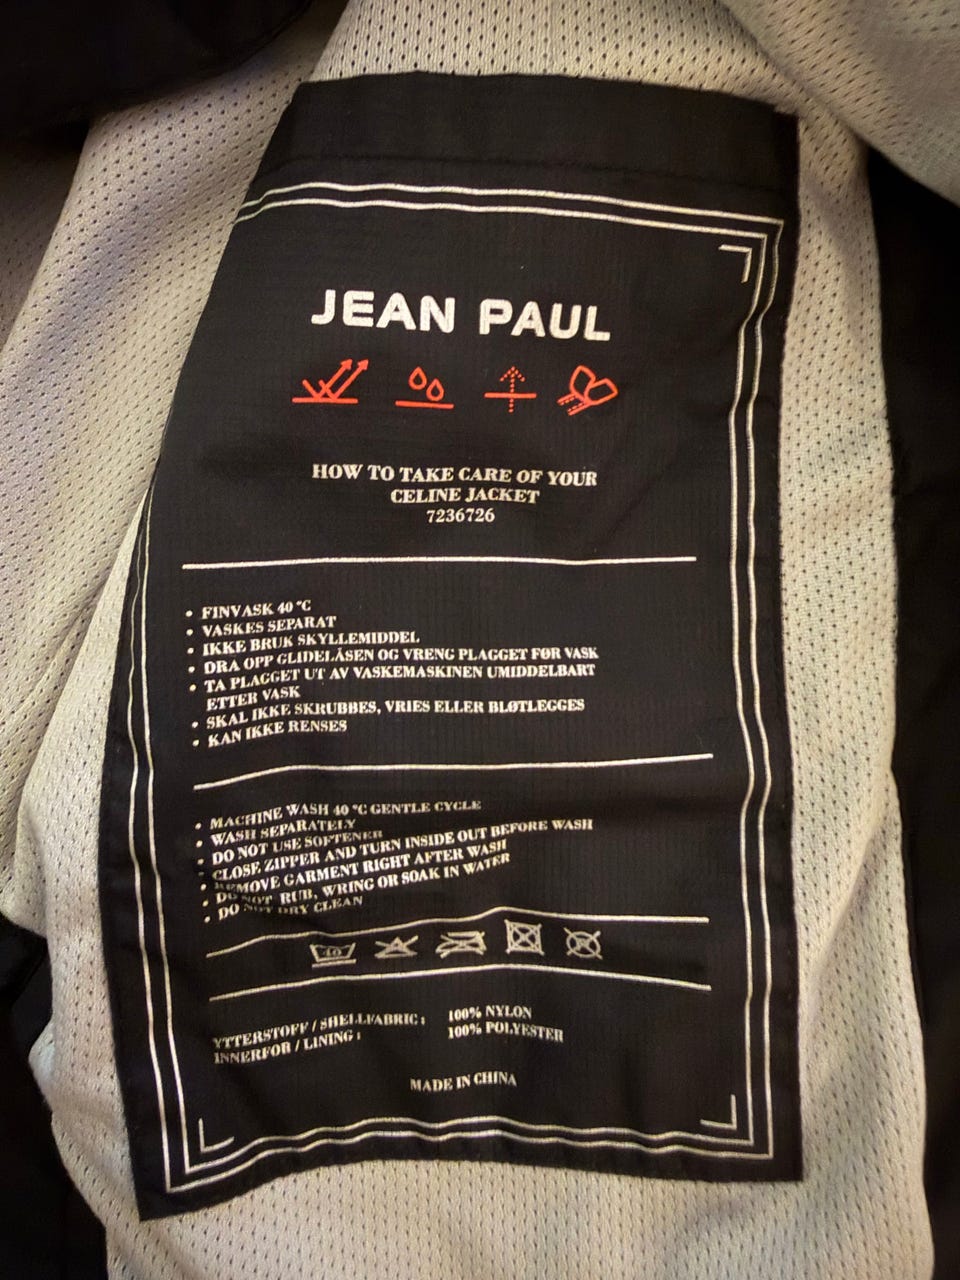 JEAN PAUL
HOW TO TAKE CARE OF YOUR
CELINE JACKET
7236726
• FINVASK 40 °C
• VASKES SEPARAT
• IKKE BRUK SKYLLEMIDDEL
• DRA OPP GLIDELÅSEN OG VRENG PLAGGET FØR VASK
• TA PLAGGET UT AV VASKEMASKINEN UMIDDELBART
ETTER VASK
• SKAL IKKE SKRUBBES, VRIES ELLER BLØTLEGGES
• KAN IKKE RENSES
• MACHINE WASH 40 °C GENTLE CYCLE
• WASH SEPARATELY
• DO NOT USE SOFTENER
• CLOSE ZIPPER AND TURN INSIDE OUT BEFORE WASH
• REMOVE GARMENT RIGHT AFTER WASH
• DO NOT RUB, WRING OR SOAK IN WATER
• DO NOT DRY CLEAN
40
YTTERSTOFF / SHELLFABRIC : 100% NYLON
INNERFOR / LINING : 100% POLYESTER
MADE IN CHINA